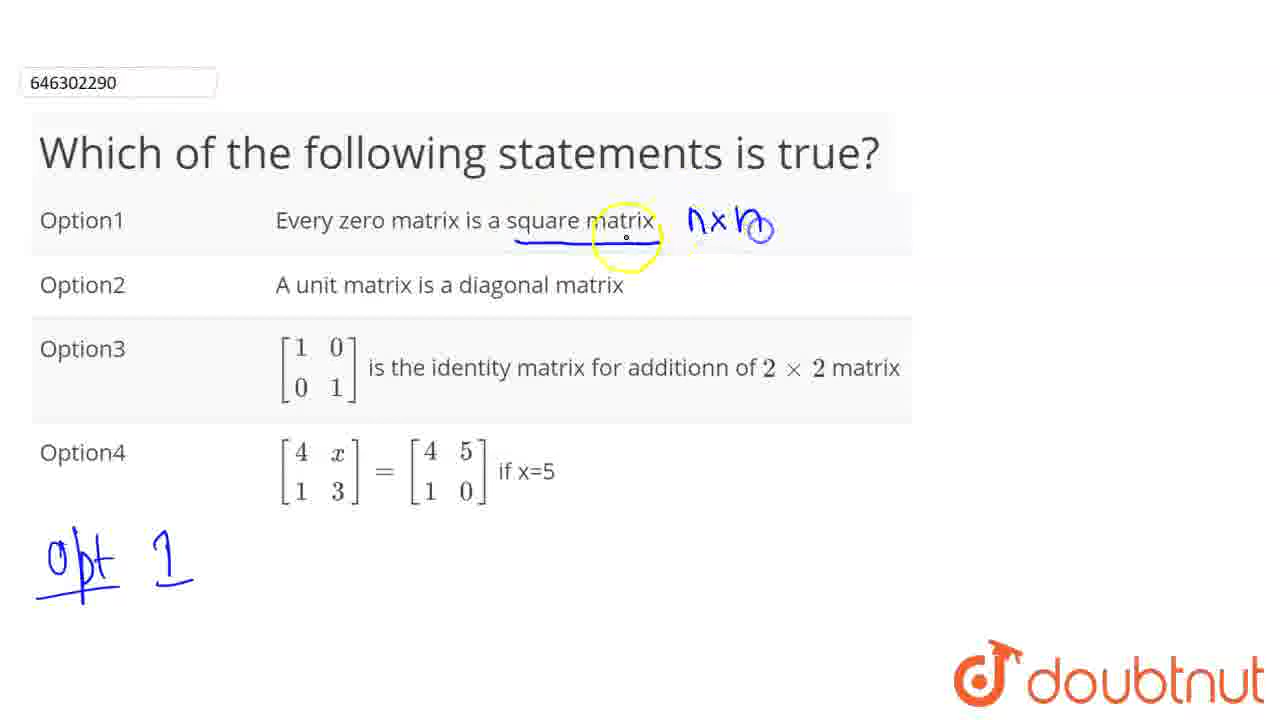 646302290
Which of the following statements is true?
Option1 Every zero matrix is a square matrix n×n
Option2 A unit matrix is a diagonal matrix
Option3 [1 0 0 1] is the identity matrix for additionn of 2 × 2 matrix
Option4 [4 x 1 3] = [4 5 1 0] if x=5
Opt 1
doubtnut